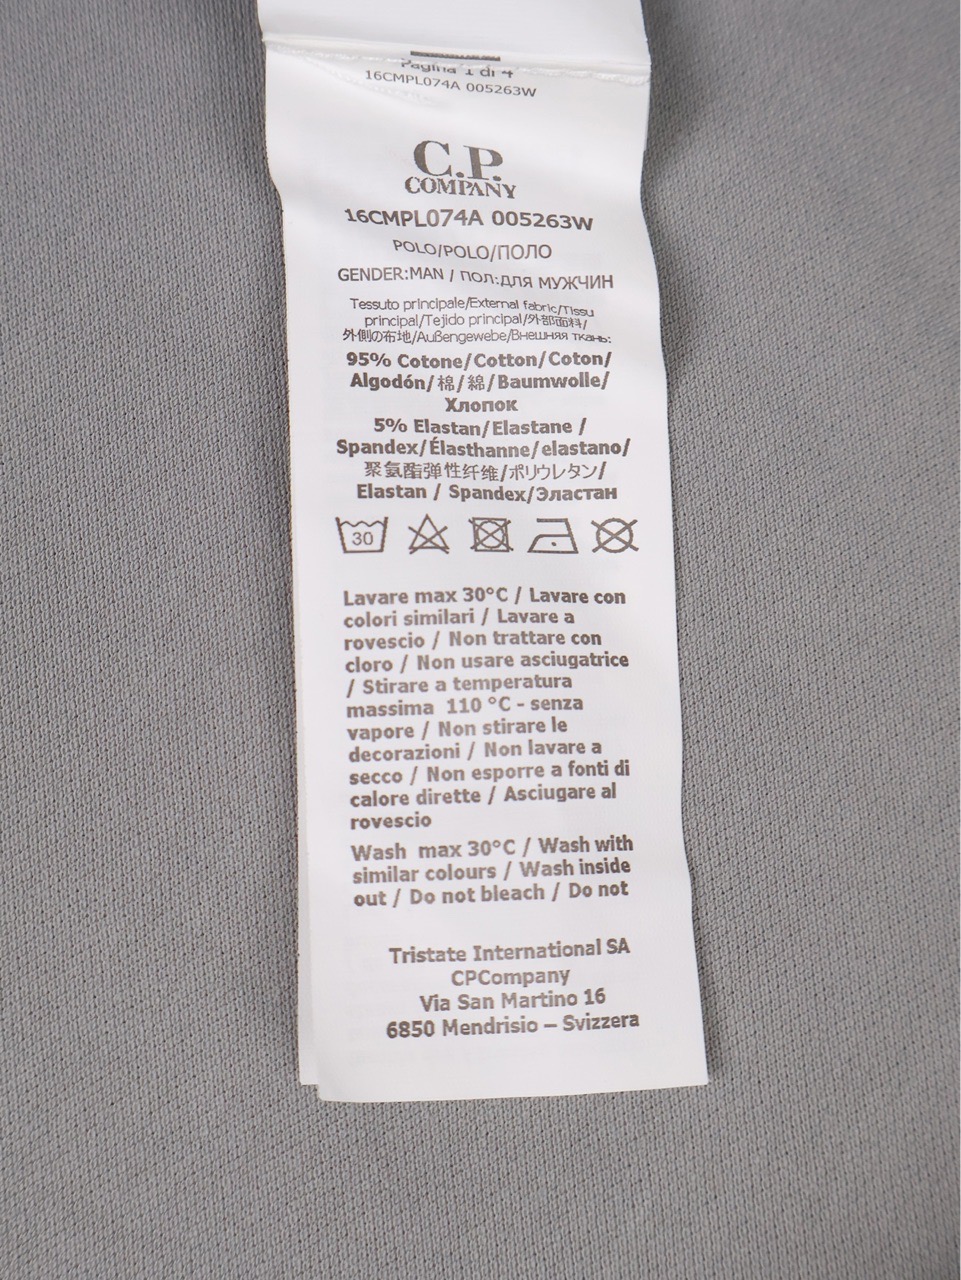 Pagina 1 di 4
16CMPL074A 005263W
C.P.
COMPANY
16CMPL074A 005263W
POLO/POLO/ПОЛО
GENDER:MAN / ПОЛ:ДЛЯ МУЖЧИН
Tessuto principale/External fabric/Tissu
principal/Tejido principal/外部面料/
外側の布地/Außengewebe/Внешняя ткань:
95% Cotone/Cotton/Coton/
Algodón/棉/綿/Baumwolle/
Хлопок
5% Elastan/Elastane /
Spandex/Élasthanne/elastano/
聚氨酯弹性纤维/ポリウレタン/
Elastan / Spandex/Эластан
30
Lavare max 30°C / Lavare con
colori similari / Lavare a
rovescio / Non trattare con
cloro / Non usare asciugatrice
/ Stirare a temperatura
massima  110 °C - senza
vapore / Non stirare le
decorazioni / Non lavare a
secco / Non esporre a fonti di
calore dirette / Asciugare al
rovescio
Wash  max 30°C / Wash with
similar colours / Wash inside
out / Do not bleach / Do not
Tristate International SA
CPCompany
Via San Martino 16
6850 Mendrisio – Svizzera